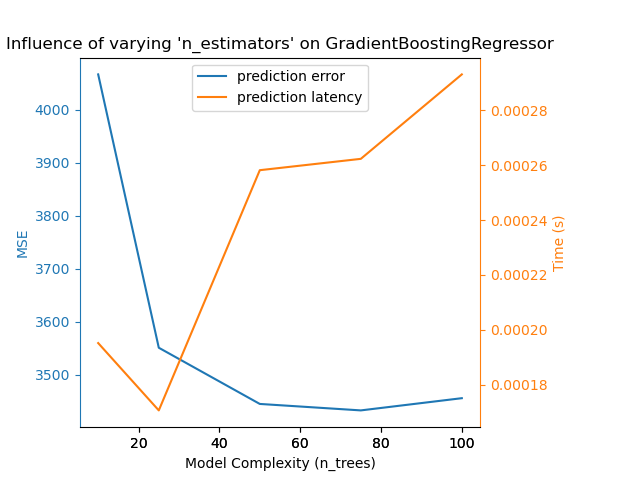 Influence of varying 'n_estimators' on GradientBoostingRegressor
prediction error
prediction latency
4000
3900
3800
3700
3600
3500
MSE
0.00028
0.00026
0.00024
0.00022
0.00020
0.00018
Time (s)
20 40 60 80 100
Model Complexity (n_trees)